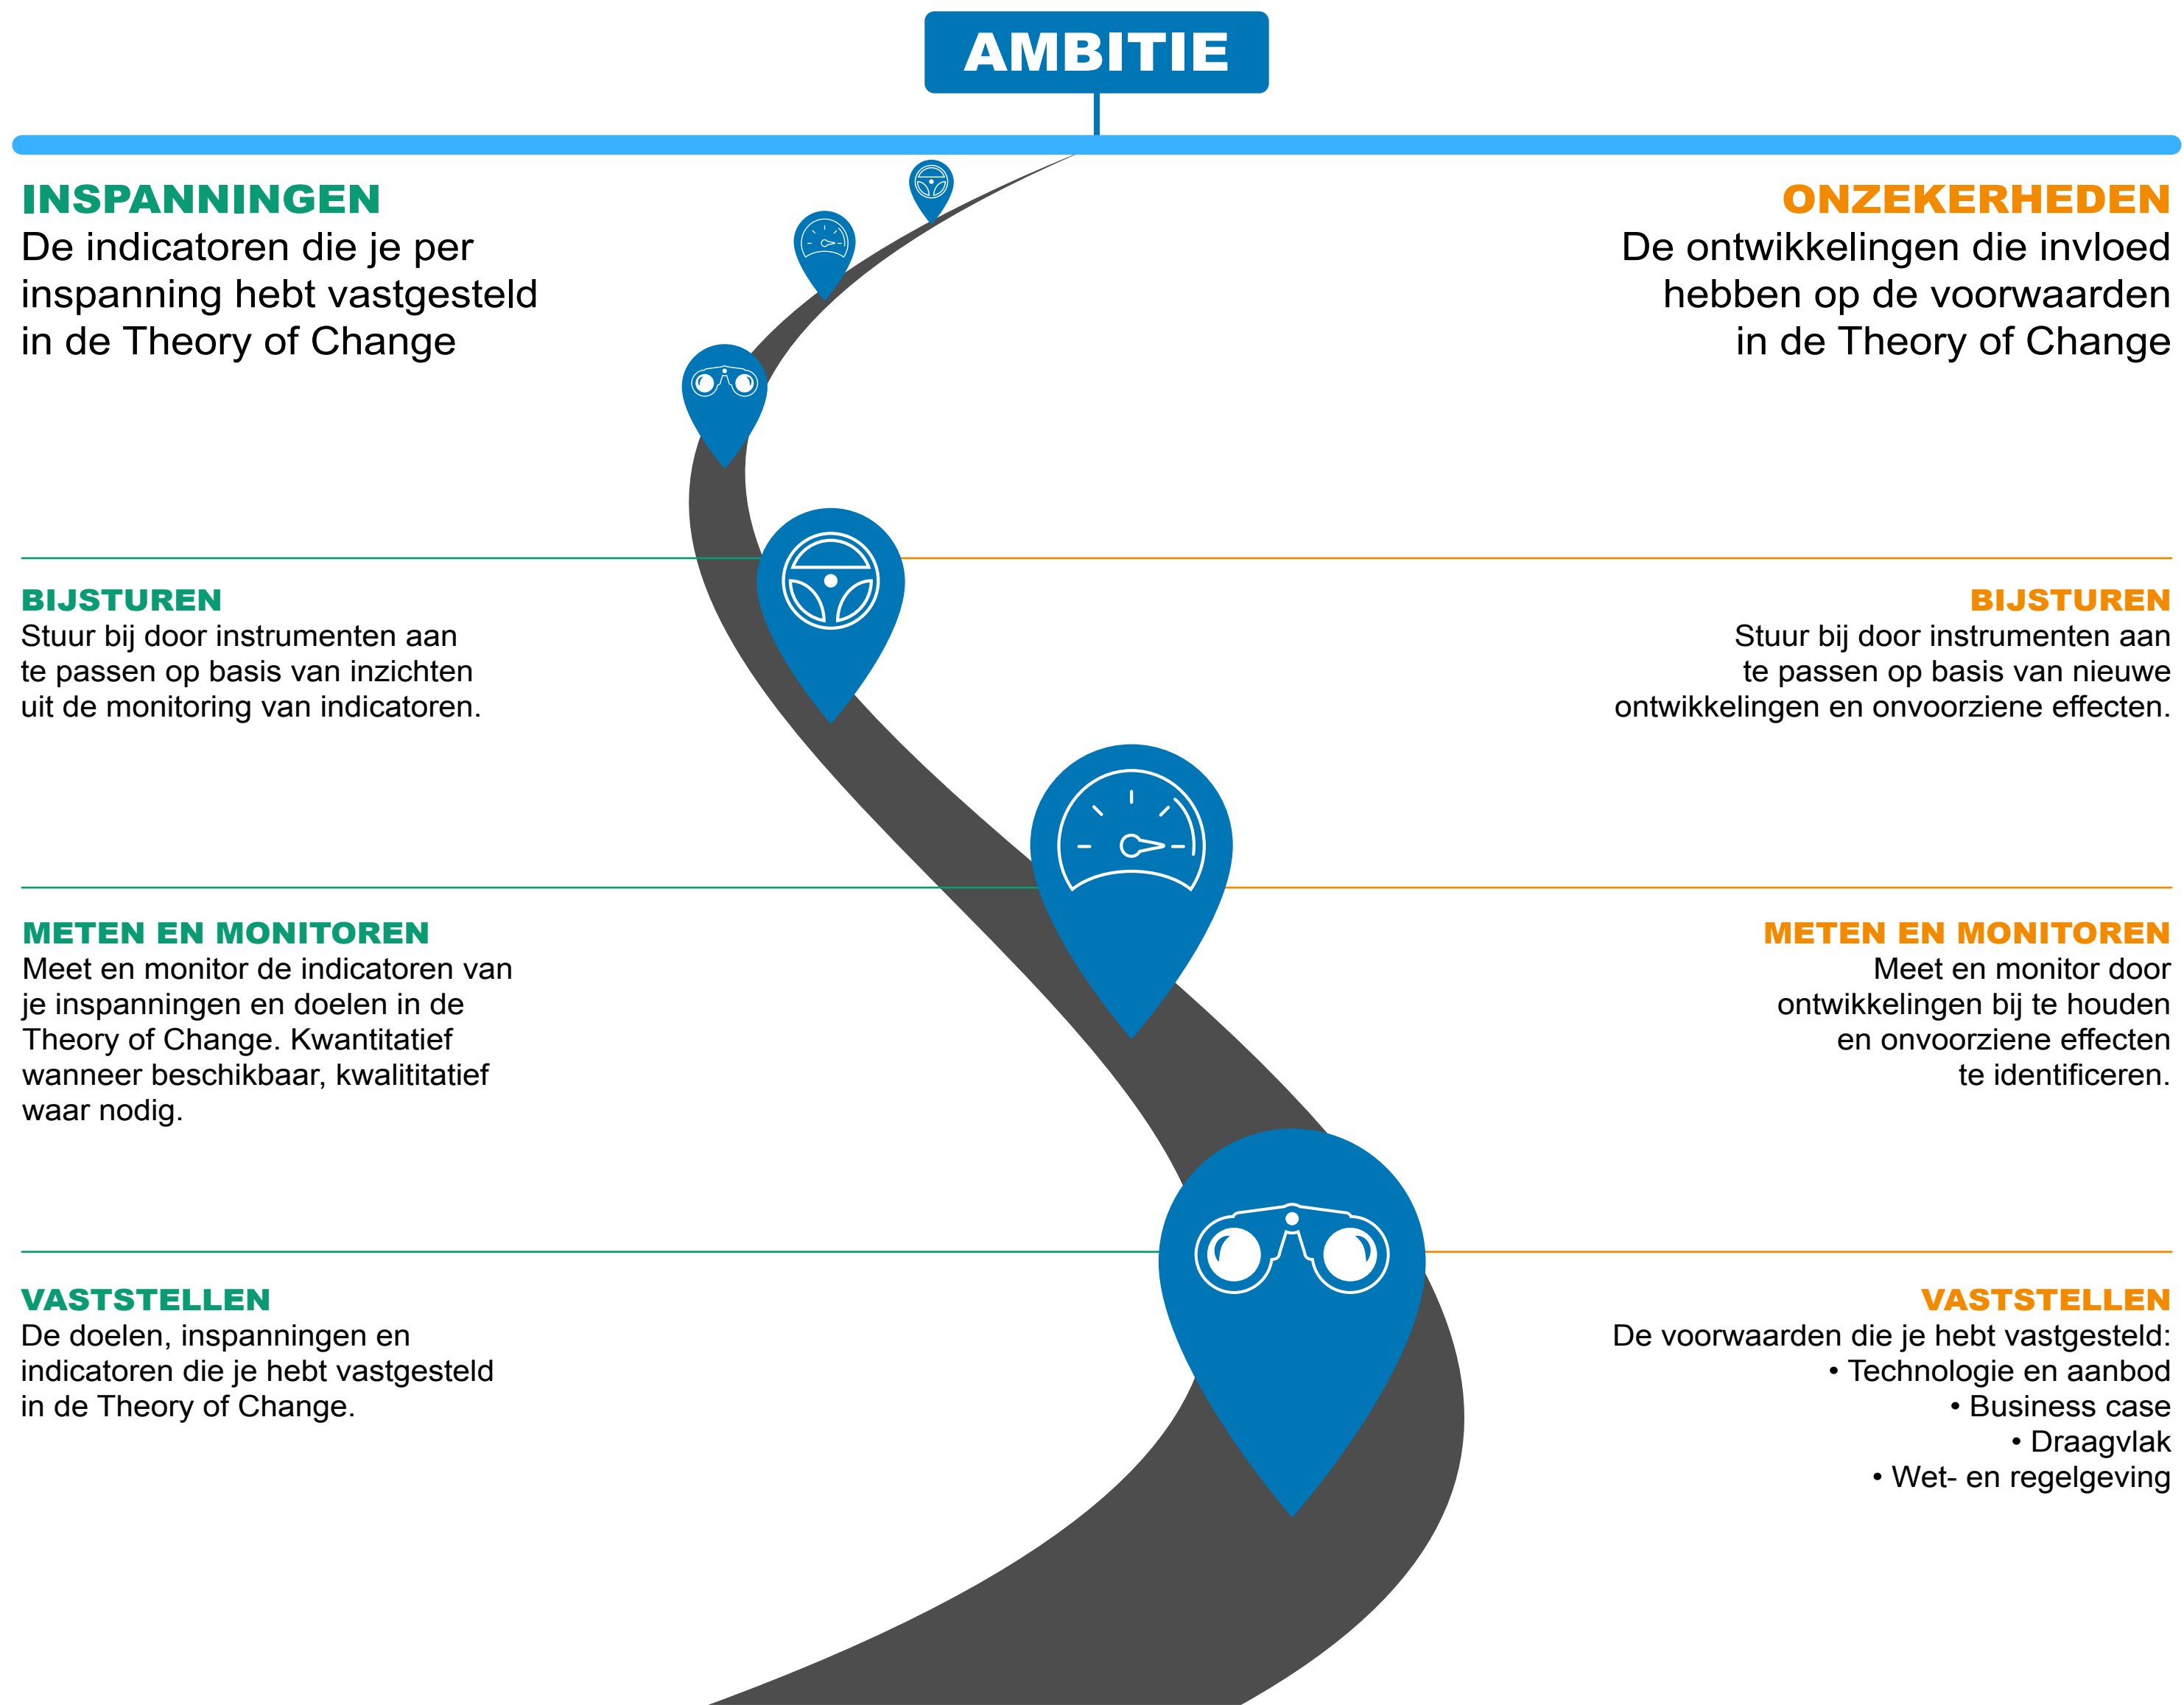 AMBITIE
INSPANNINGEN
De indicatoren die je per
inspanning hebt vastgesteld
in de Theory of Change
ONZEKERHEDEN
De ontwikkelingen die invloed
hebben op de voorwaarden
in de Theory of Change
BIJSTUREN
Stuur bij door instrumenten aan
te passen op basis van inzichten
uit de monitoring van indicatoren.
BIJSTUREN
Stuur bij door instrumenten aan
te passen op basis van nieuwe
ontwikkelingen en onvoorziene effecten.
METEN EN MONITOREN
Meet en monitor de indicatoren van
je inspanningen en doelen in de
Theory of Change. Kwantitatief
wanneer beschikbaar, kwalititatief
waar nodig.
METEN EN MONITOREN
Meet en monitor door
ontwikkelingen bij te houden
en onvoorziene effecten
te identificeren.
VASTSTELLEN
De doelen, inspanningen en
indicatoren die je hebt vastgesteld
in de Theory of Change.
VASTSTELLEN
De voorwaarden die je hebt vastgesteld:
• Technologie en aanbod
• Business case
• Draagvlak
• Wet- en regelgeving